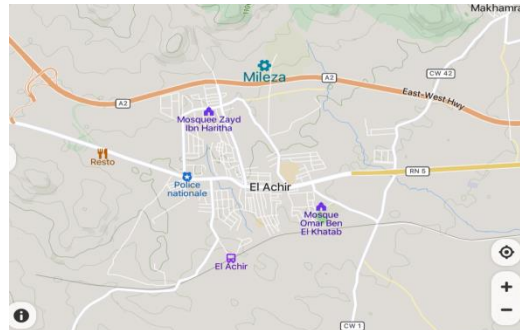 Makhamra
Mileza
CW 42
A2
A2
East-West Hwy
Mosquee Zayd
Ibn Haritha
Resto
RN 5
Police
nationale
El Achir
Mosque
Omar Ben
El Khatab
El Achir
CW 1